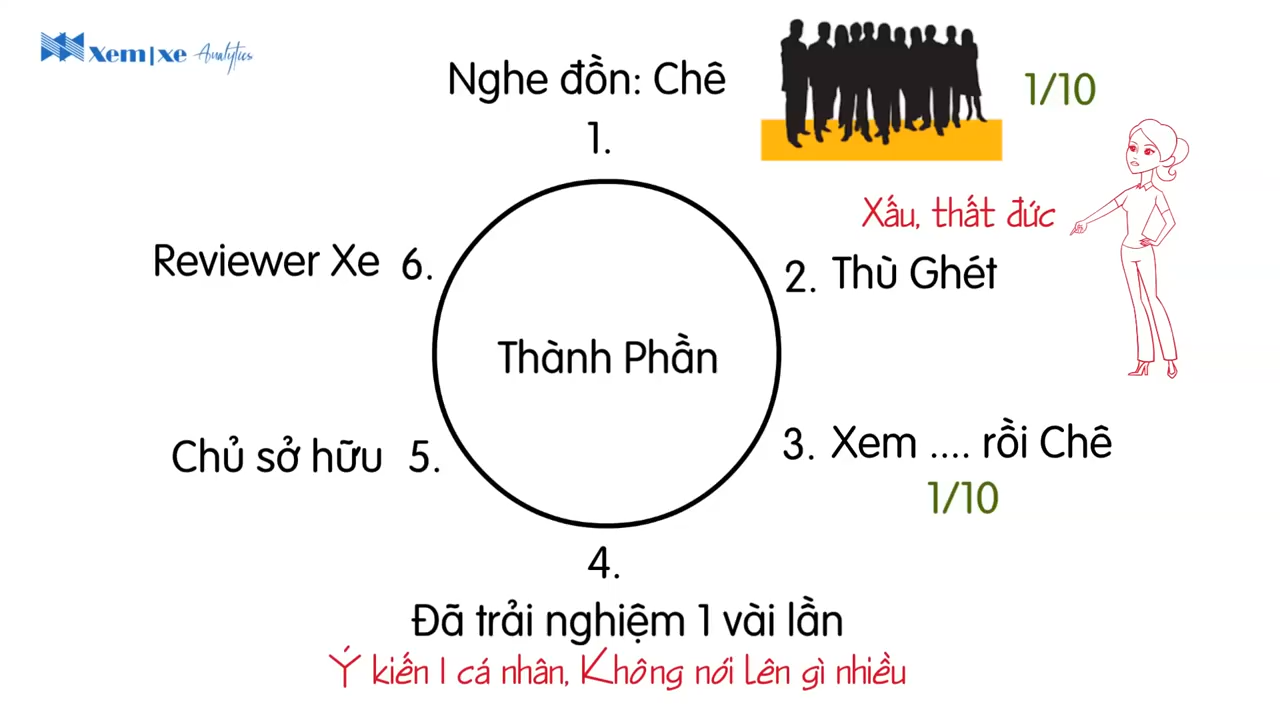 Xem|xe Analytics
Nghe đồn: Chê
1/10
1.
Xấu, thất đức
Reviewer Xe 6.
2. Thù Ghét
Thành Phần
3. Xem .... rồi Chê
1/10
Chủ sở hữu 5.
4.
Đã trải nghiệm 1 vài lần
Ý kiến 1 cá nhân, Không nói lên gì nhiều